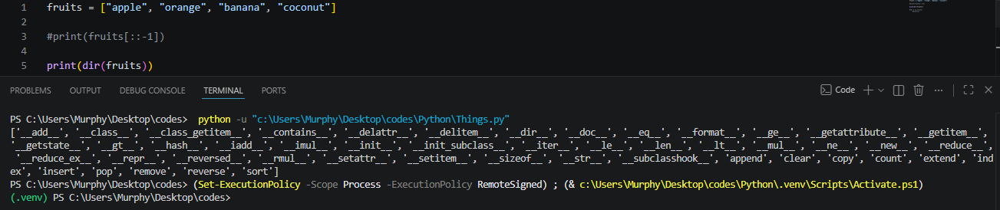 1 fruits = ["apple", "orange", "banana", "coconut"]
2
3 #print(fruits[::-1])
4
5 print(dir(fruits))
PROBLEMS OUTPUT DEBUG CONSOLE TERMINAL PORTS Code
PS C:\Users\Murphy\Desktop\codes>  python -u "c:\Users\Murphy\Desktop\codes\Python\Things.py"
['__add__', '__class__', '__class_getitem__', '__contains__', '__delattr__', '__delitem__', '__dir__', '__doc__', '__eq__', '__format__', '__ge__', '__getattribute__', '__getitem__',
'__getstate__', '__gt__', '__hash__', '__iadd__', '__imul__', '__init__', '__init_subclass__', '__iter__', '__le__', '__len__', '__lt__', '__mul__', '__ne__', '__new__', '__reduce__',
'__reduce_ex__', '__repr__', '__reversed__', '__rmul__', '__setattr__', '__setitem__', '__sizeof__', '__str__', '__subclasshook__', 'append', 'clear', 'copy', 'count', 'extend', 'ind
ex', 'insert', 'pop', 'remove', 'reverse', 'sort']
PS C:\Users\Murphy\Desktop\codes> (Set-ExecutionPolicy -Scope Process -ExecutionPolicy RemoteSigned) ; (& c:\Users\Murphy\Desktop\codes\Python\.venv\Scripts\Activate.ps1)
(.venv) PS C:\Users\Murphy\Desktop\codes>